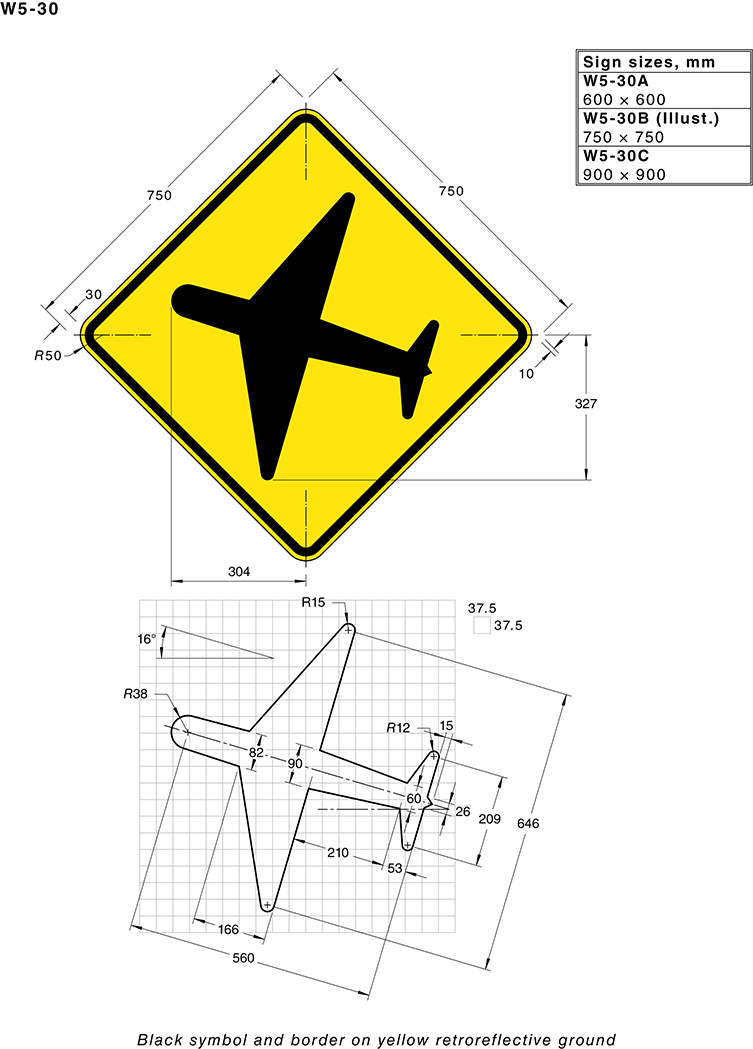 W5-30
Sign sizes, mm
W5-30A
600 × 600
W5-30B (Illust.)
750 × 750
W5-30C
900 × 900
750
750
30
R50
10
327
304
R15
37.5
37.5
16°
R38
R12
15
82
90
60
26
209
646
210
53
166
560
Black symbol and border on yellow retroreflective ground